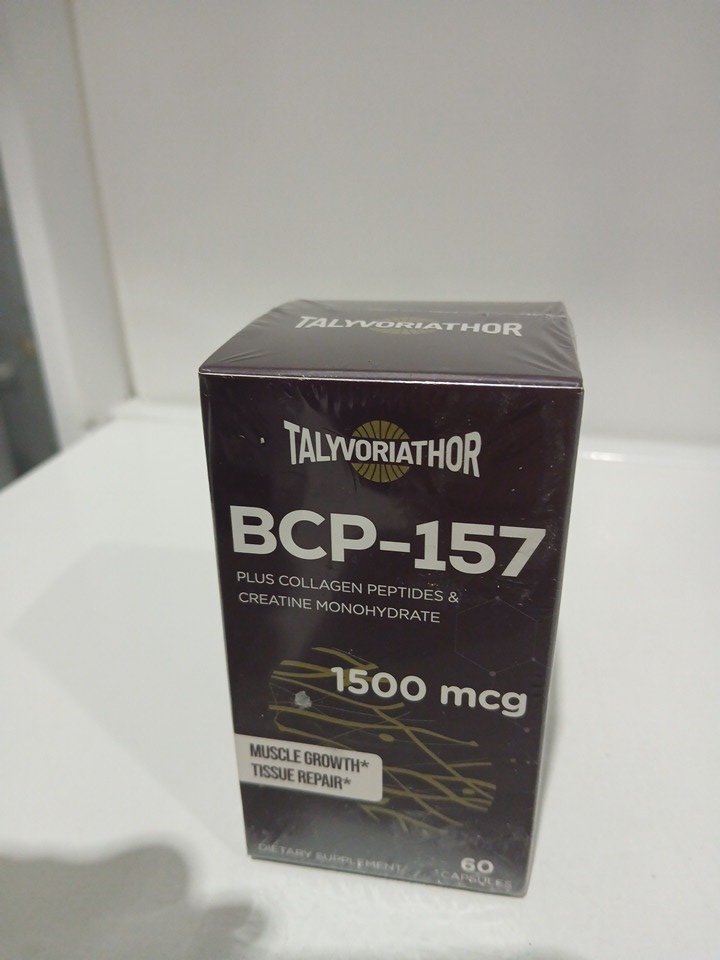 TALYVORIATHOR
TALYVORIATHOR
BCP-157
PLUS COLLAGEN PEPTIDES &
CREATINE MONOHYDRATE
1500 mcg
MUSCLE GROWTH*
TISSUE REPAIR*
DIETARY SUPPLEMENT
60
CAPSULES